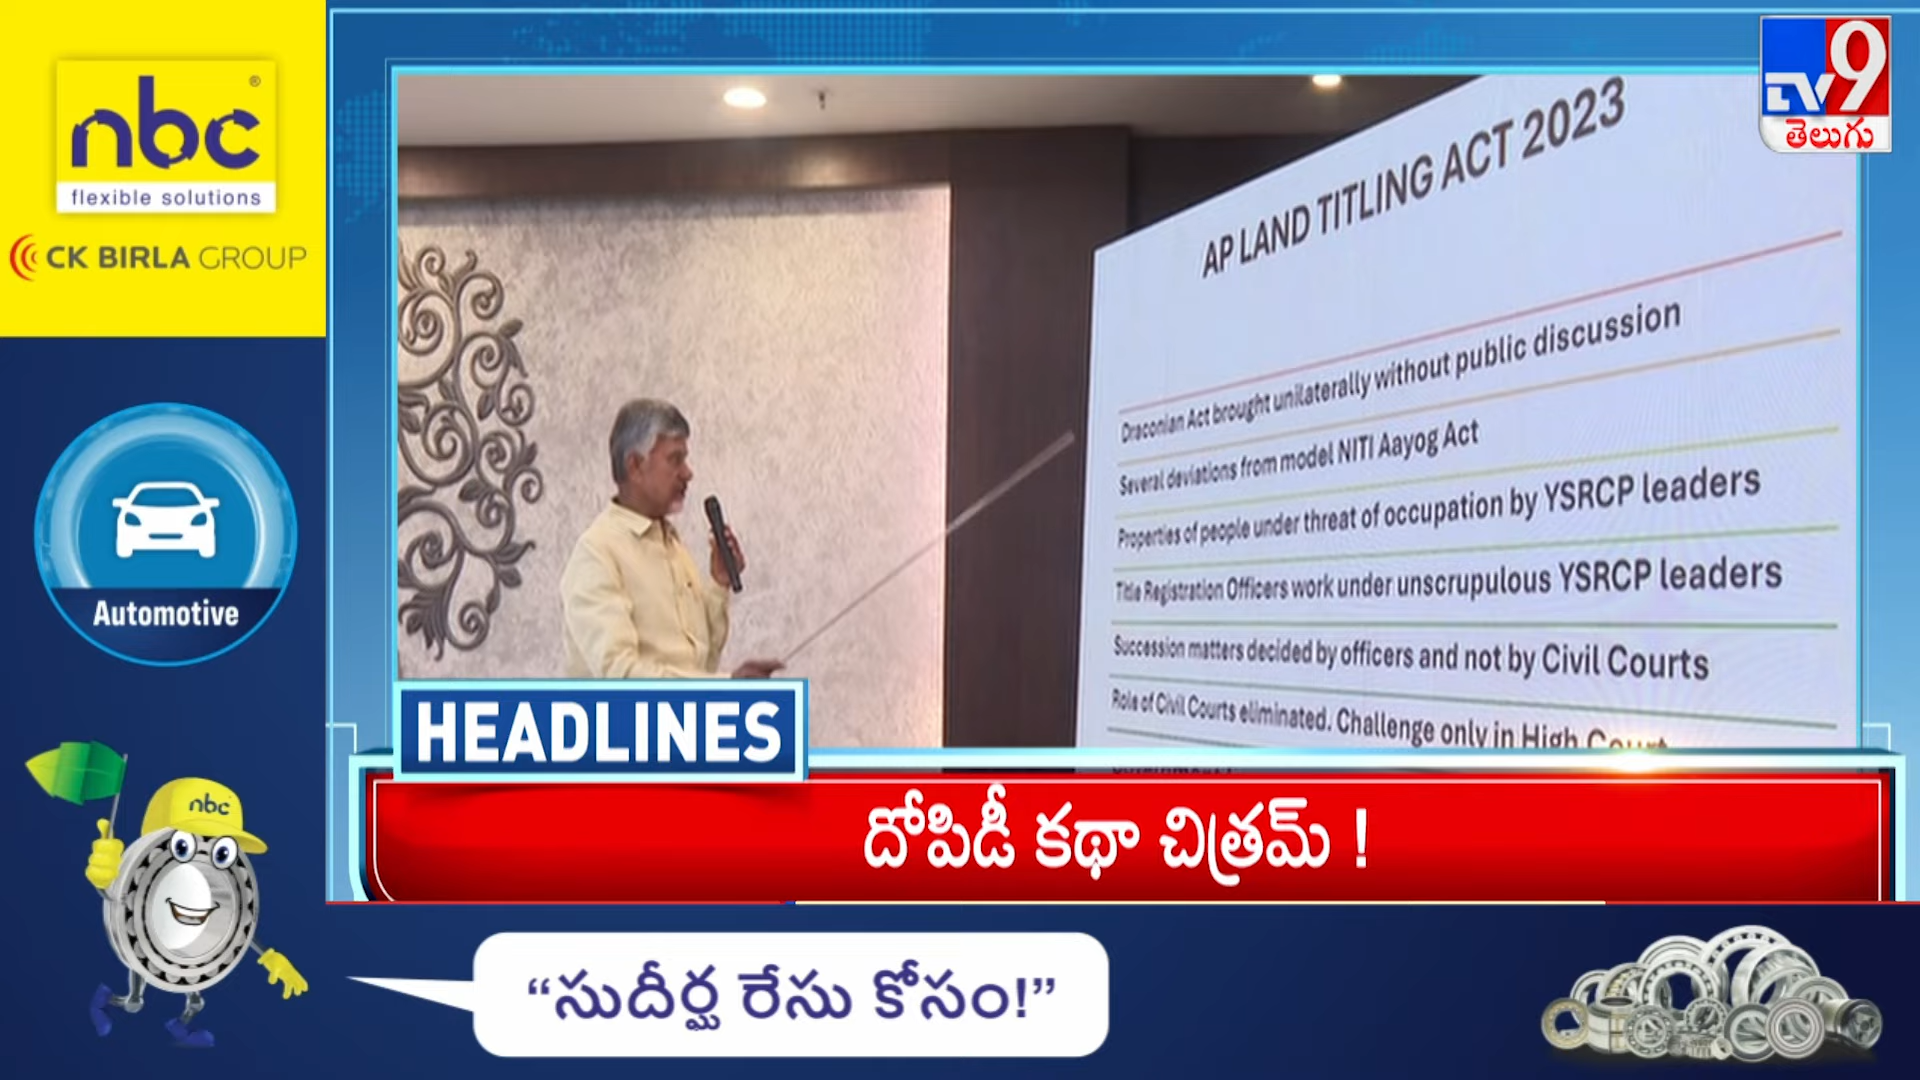 nbc
®
flexible solutions
CK BIRLA GROUP
Automotive
nbc
TV9
తెలుగు
AP LAND TITLING ACT 2023
Draconian Act brought unilaterally without public discussion
Several deviations from model NITI Aayog Act
Properties of people under threat of occupation by YSRCP leaders
Title Registration Officers work under unscrupulous YSRCP leaders
Succession matters decided by officers and not by Civil Courts
Role of Civil Courts eliminated. Challenge only in High Court
HEADLINES
దోపిడీ కథా చిత్రమ్ !
“సుదీర్ఘ రేసు కోసం!”